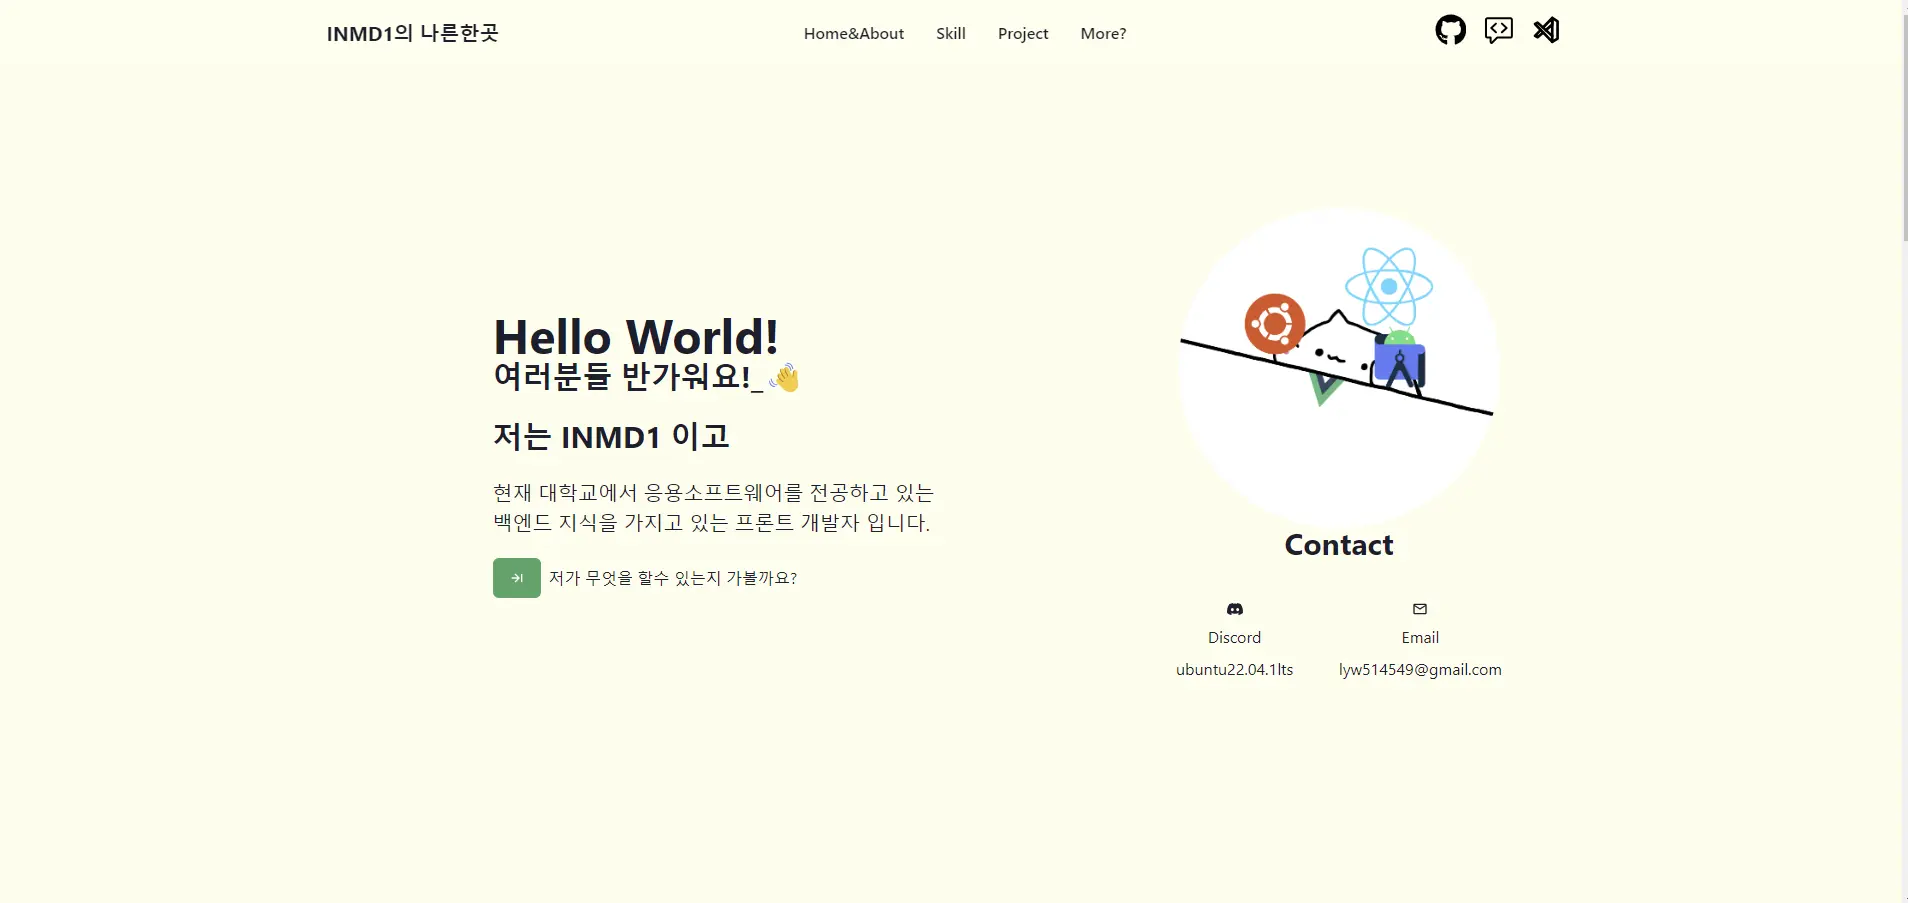 INMD1의 나른한곳
Home&About
Skill
Project
More?
Hello World!
여러분들 반가워요!_👋
저는 INMD1 이고
현재 대학교에서 응용소프트웨어를 전공하고 있는
백엔드 지식을 가지고 있는 프론트 개발자 입니다.
저가 무엇을 할수 있는지 가볼까요?
Contact
Discord
ubuntu22.04.1lts
Email
lyw514549@gmail.com